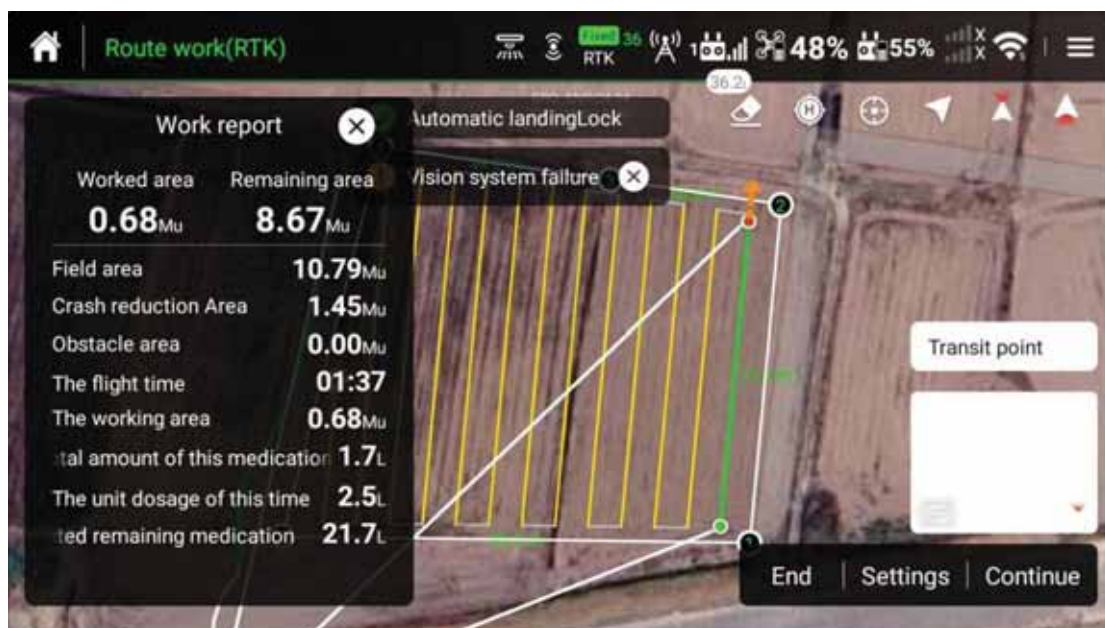 Route work(RTK)
Fixed 36
RTK
1
48%
55%
X
X
36.2
Work report
Automatic landingLock
Vision system failure
Worked area Remaining area
0.68Mu 8.67Mu
Field area 10.79Mu
Crash reduction Area 1.45Mu
Obstacle area 0.00Mu
The flight time 01:37
The working area 0.68Mu
tal amount of this medication 1.7L
The unit dosage of this time 2.5L
ted remaining medication 21.7L
H
2
1
Transit point
End Settings Continue